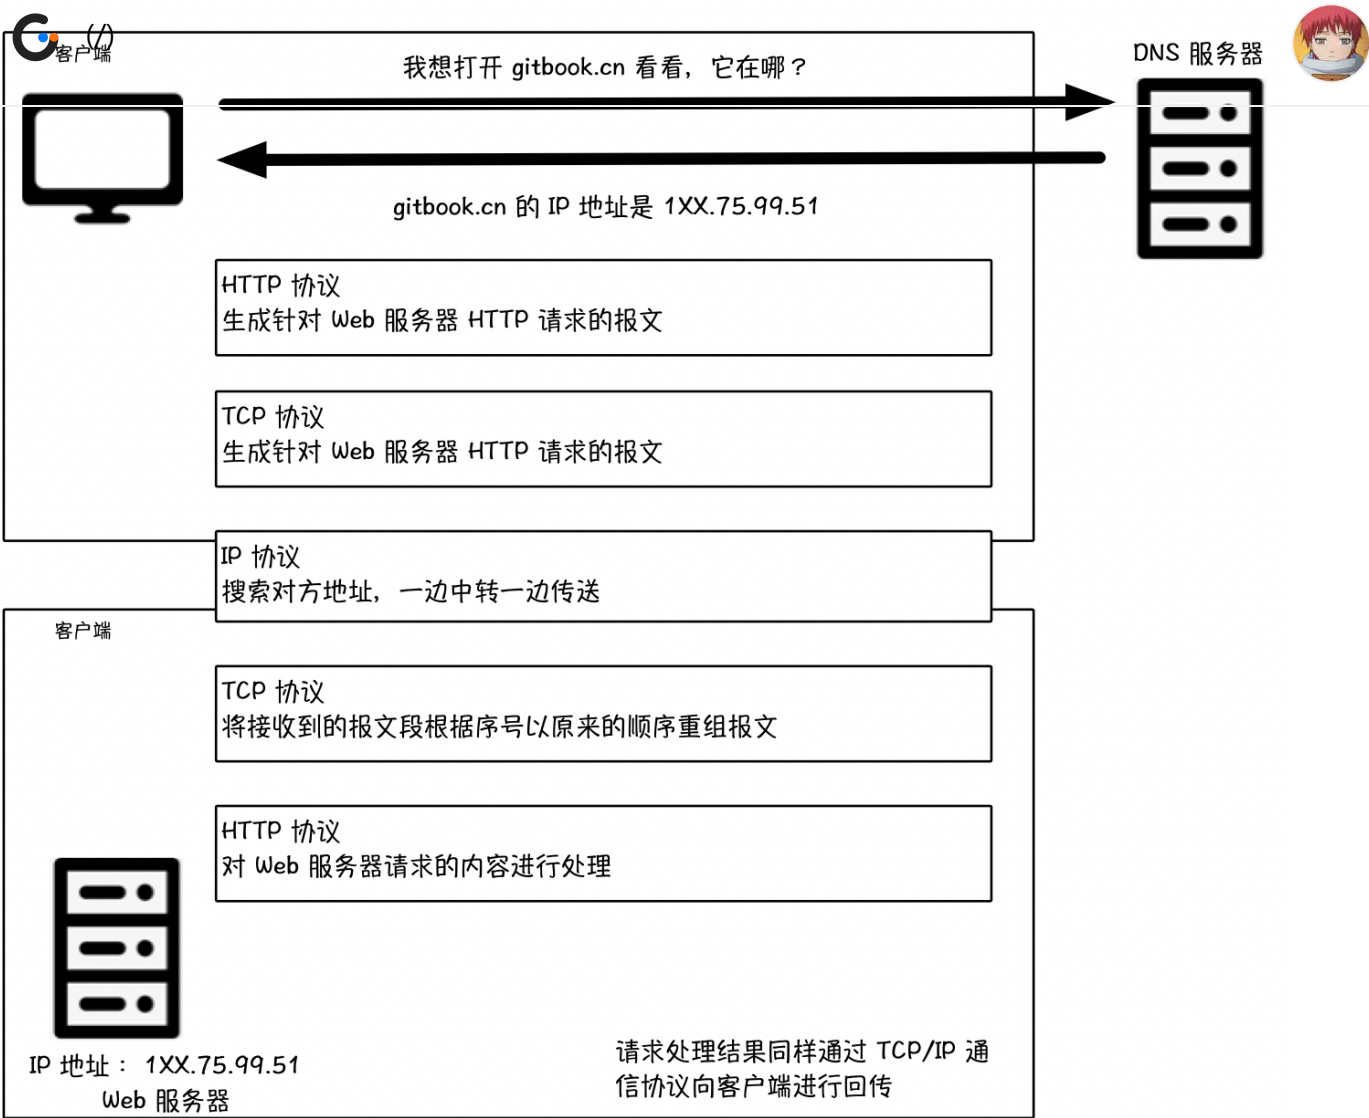 (/)
客户端
我想打开 gitbook.cn 看看，它在哪？
DNS 服务器
gitbook.cn 的 IP 地址是 1XX.75.99.51
HTTP 协议
生成针对 Web 服务器 HTTP 请求的报文
TCP 协议
生成针对 Web 服务器 HTTP 请求的报文
IP 协议
搜索对方地址，一边中转一边传送
客户端
TCP 协议
将接收到的报文段根据序号以原来的顺序重组报文
HTTP 协议
对 Web 服务器请求的内容进行处理
IP 地址：1XX.75.99.51
Web 服务器
请求处理结果同样通过 TCP/IP 通
信协议向客户端进行回传